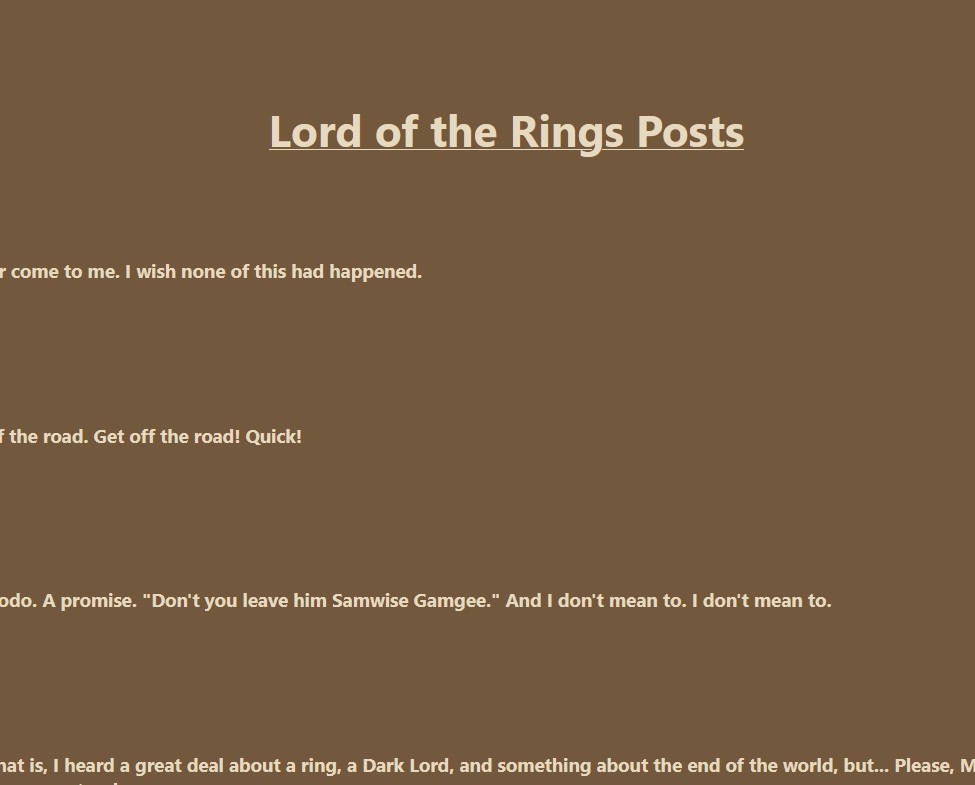 Lord of the Rings Posts
come to me. I wish none of this had happened.
the road. Get off the road! Quick!
A promise. "Don't you leave him Samwise Gamgee." And I don't mean to. I don't mean to.
is, I heard a great deal about a ring, a Dark Lord, and something about the end of the world, but... Please,